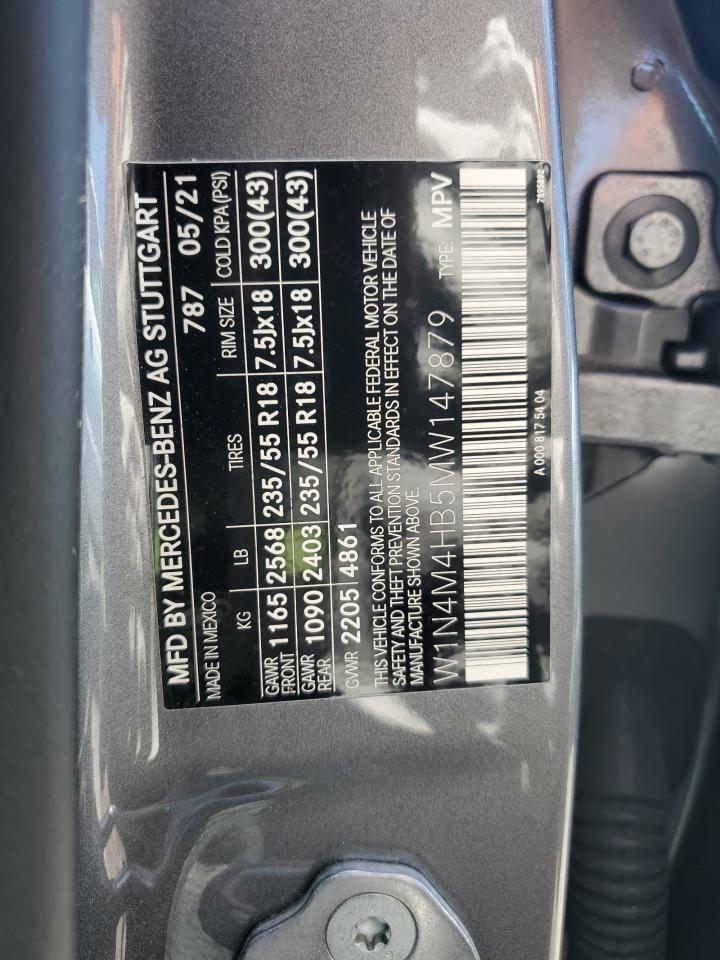 MFD BY MERCEDES-BENZ AG STUTTGART
MADE IN MEXICO 787 05/21
KG LB TIRES RIM SIZE COLD KPA(PSI)
GAWR FRONT 1165 2568 235/55 R18 7.5Jx18 300(43)
GAWR REAR 1090 2403 235/55 R18 7.5Jx18 300(43)
GVWR 2205 4861
THIS VEHICLE CONFORMS TO ALL APPLICABLE FEDERAL MOTOR VEHICLE
SAFETY AND THEFT PREVENTION STANDARDS IN EFFECT ON THE DATE OF
MANUFACTURE SHOWN ABOVE.
W1N4M4HB5MW147879 TYPE: MPV
A 000 817 54 04 7895892